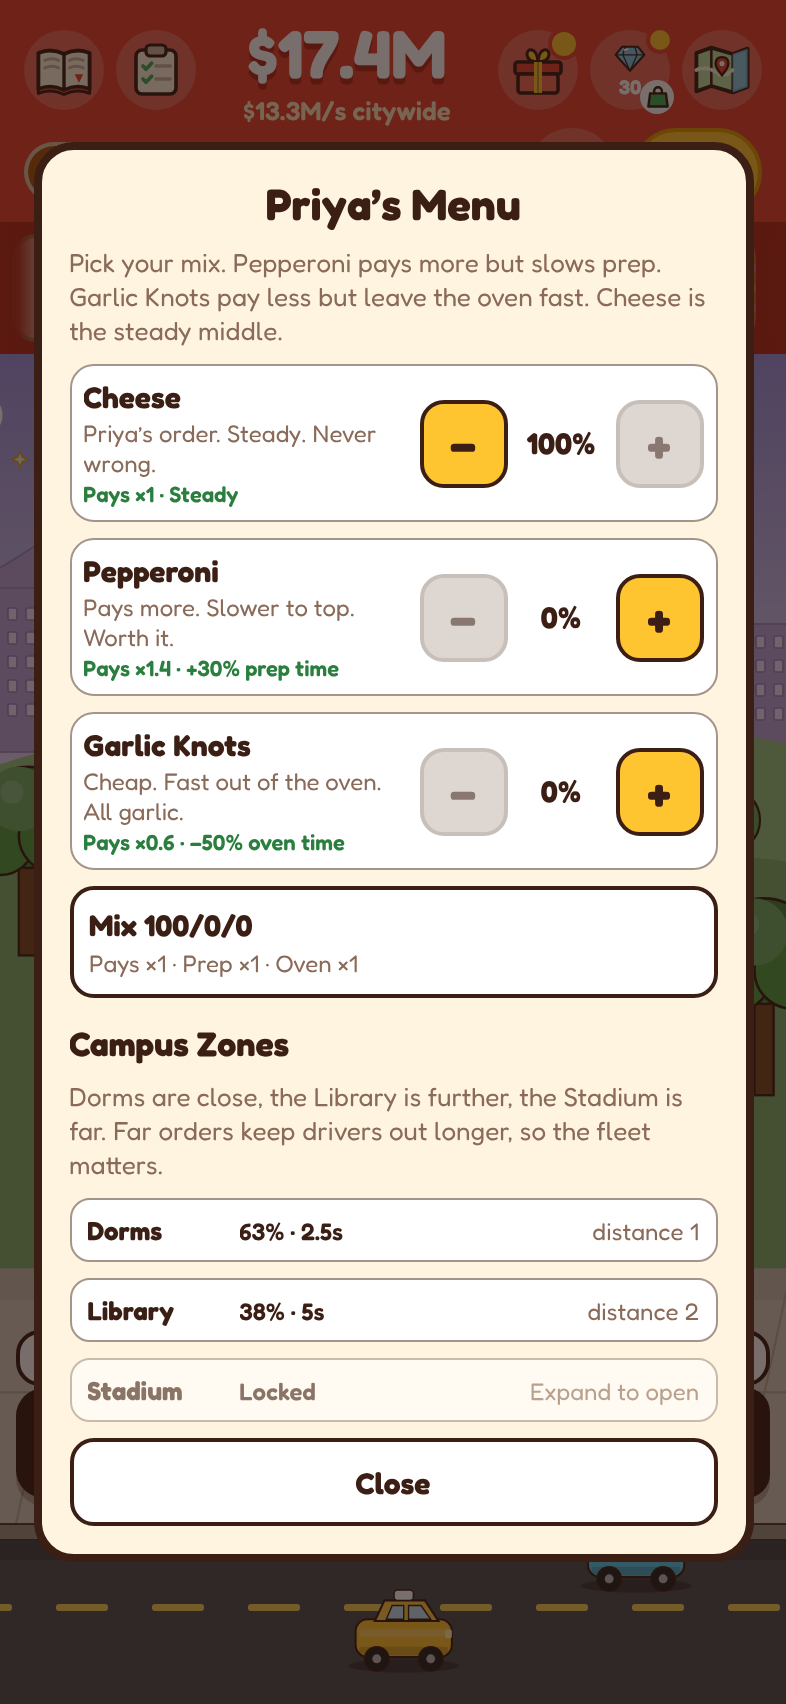 $17.4M
$13.3M/s citywide
30
Priya's Menu
Pick your mix. Pepperoni pays more but slows prep.
Garlic Knots pay less but leave the oven fast. Cheese is
the steady middle.
Cheese
Priya's order. Steady. Never
wrong.
Pays ×1 · Steady
− 100% +
Pepperoni
Pays more. Slower to top.
Worth it.
Pays ×1.4 · +30% prep time
− 0% +
Garlic Knots
Cheap. Fast out of the oven.
All garlic.
Pays ×0.6 · −50% oven time
− 0% +
Mix 100/0/0
Pays ×1 · Prep ×1 · Oven ×1
Campus Zones
Dorms are close, the Library is further, the Stadium is
far. Far orders keep drivers out longer, so the fleet
matters.
Dorms 63% · 2.5s distance 1
Library 38% · 5s distance 2
Stadium Locked Expand to open
Close